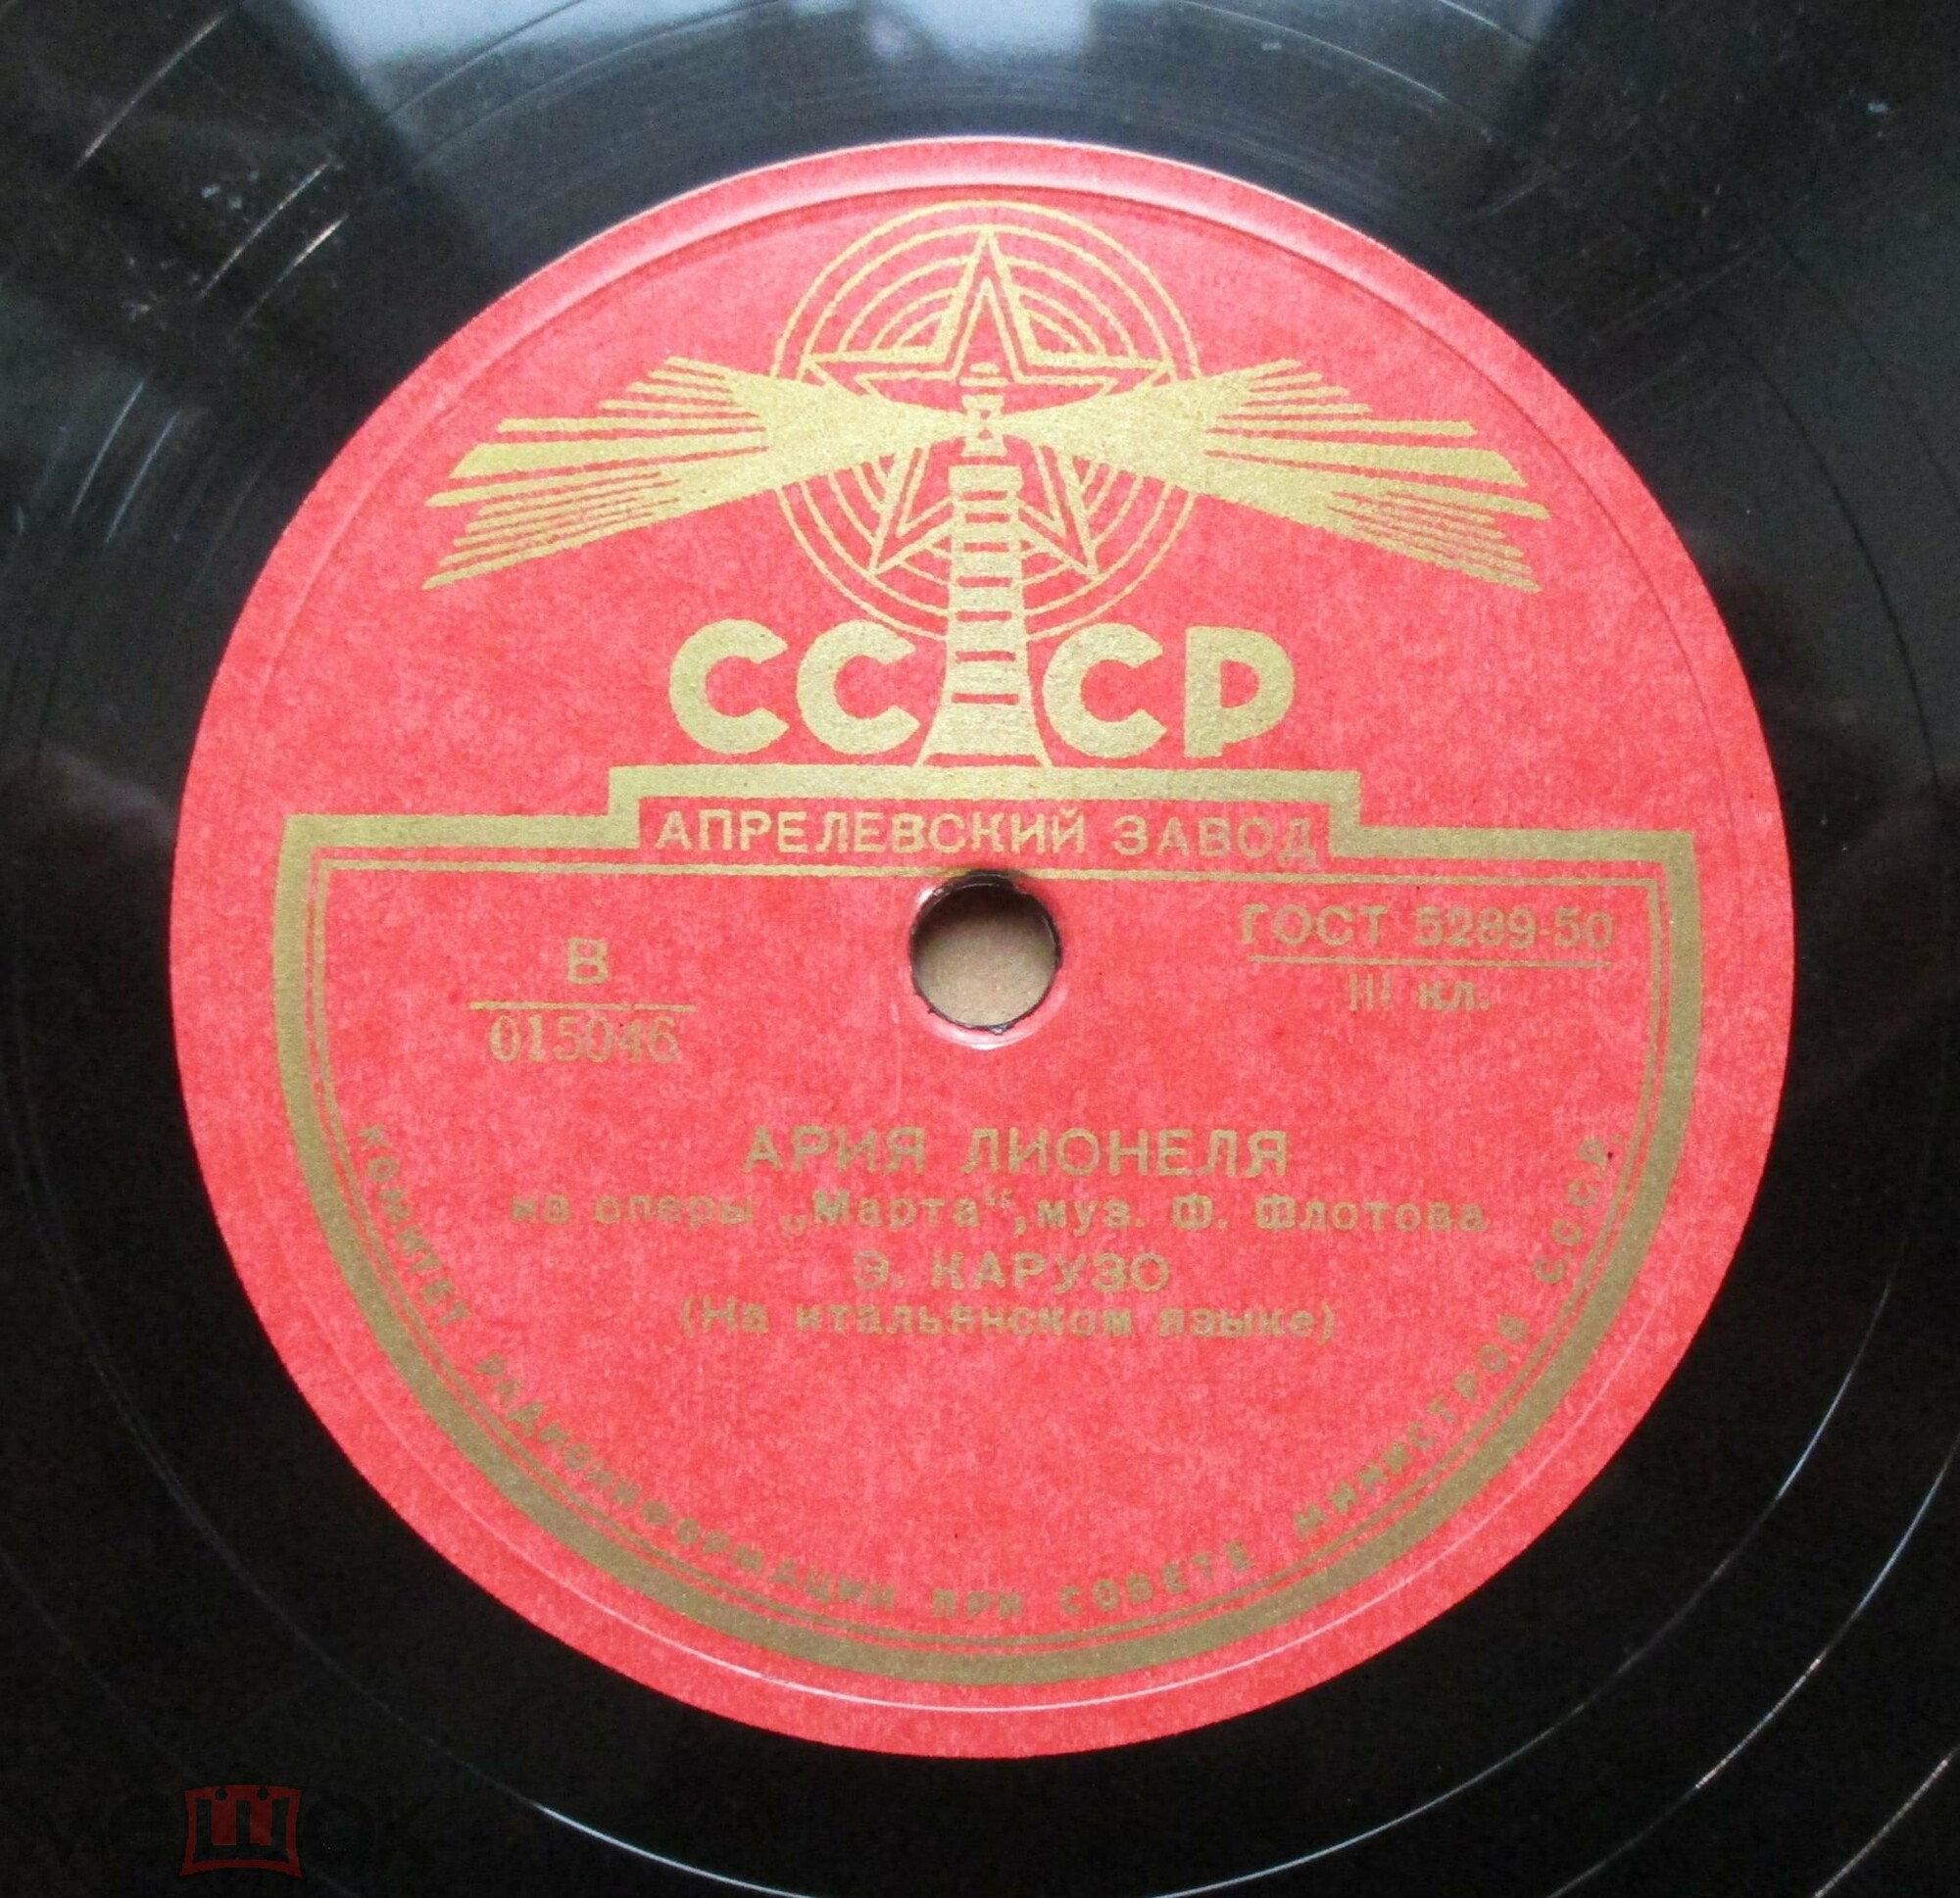 СССР
АПРЕЛЕВСКИЙ ЗАВОД
ГОСТ 5289-50
III кл.
В
015046
АРИЯ ЛИОНЕЛЯ
из оперы „Марта“, муз. Ф. Флотова
Э. КАРУЗО
(На итальянском языке)
КОМИТЕТ РАДИОИНФОРМАЦИИ ПРИ СОВЕТЕ МИНИСТРОВ СССР.